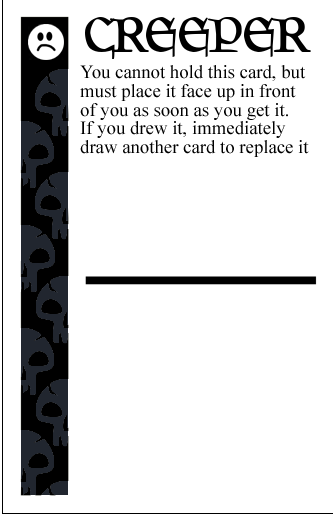 CREEPER
You cannot hold this card, but
must place it face up in front
of you as soon as you get it.
If you drew it, immediately
draw another card to replace it